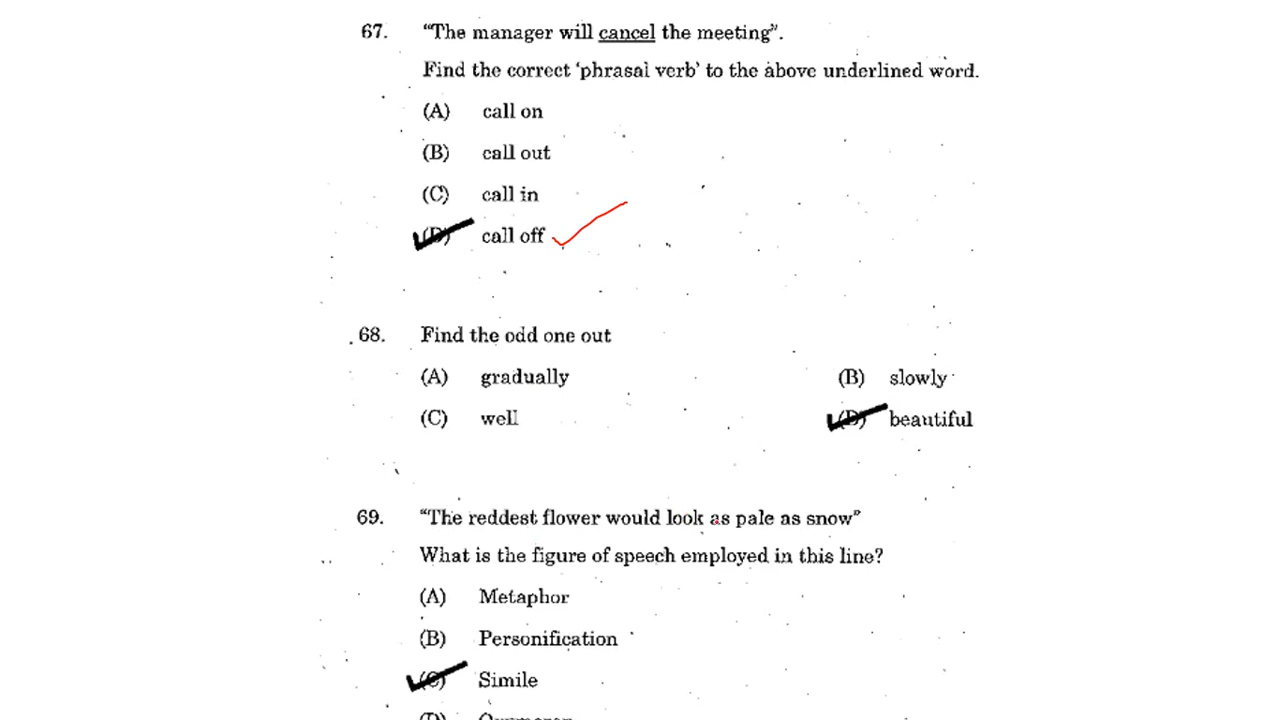 67. "The manager will cancel the meeting".
Find the correct 'phrasal verb' to the above underlined word.
(A) call on
(B) call out
(C) call in
(D) call off
68. Find the odd one out
(A) gradually (B) slowly
(C) well (D) beautiful
69. "The reddest flower would look as pale as snow"
What is the figure of speech employed in this line?
(A) Metaphor
(B) Personification
(C) Simile
(D)